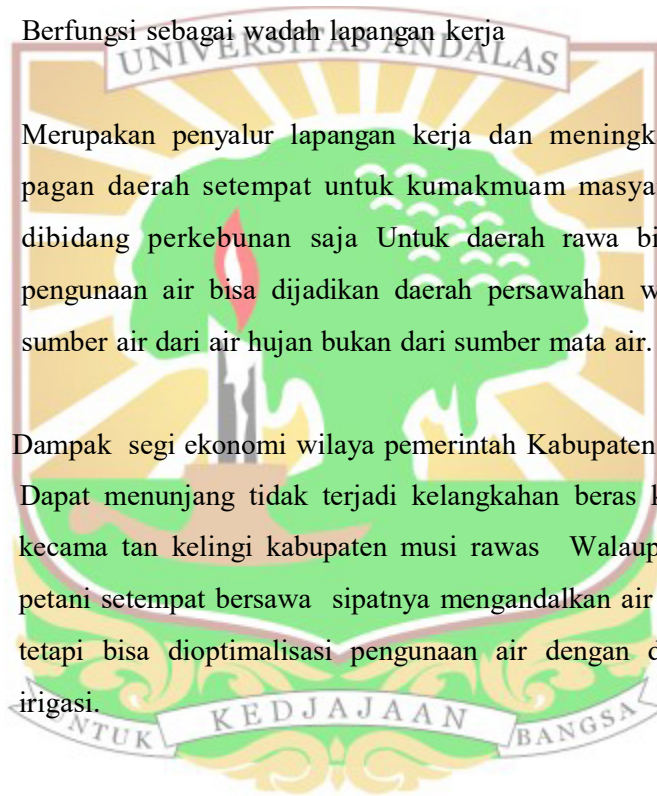 Berfungsi sebagai wadah lapangan kerja
UNIVERSITAS ANDALAS
Merupakan penyalur lapangan kerja dan meningk
pagan daerah setempat untuk kumakmuam masya
dibidang perkebunan saja Untuk daerah rawa bi
pengunaan air bisa dijadikan daerah persawahan w
sumber air dari air hujan bukan dari sumber mata air.
Dampak segi ekonomi wilaya pemerintah Kabupaten
Dapat menunjang tidak terjadi kelangkahan beras k
kecama tan kelingi kabupaten musi rawas Walaup
petani setempat bersawa sipatnya mengandalkan air
tetapi bisa dioptimalisasi pengunaan air dengan d
irigasi.
UNTUK KEDJAJAAN BANGSA